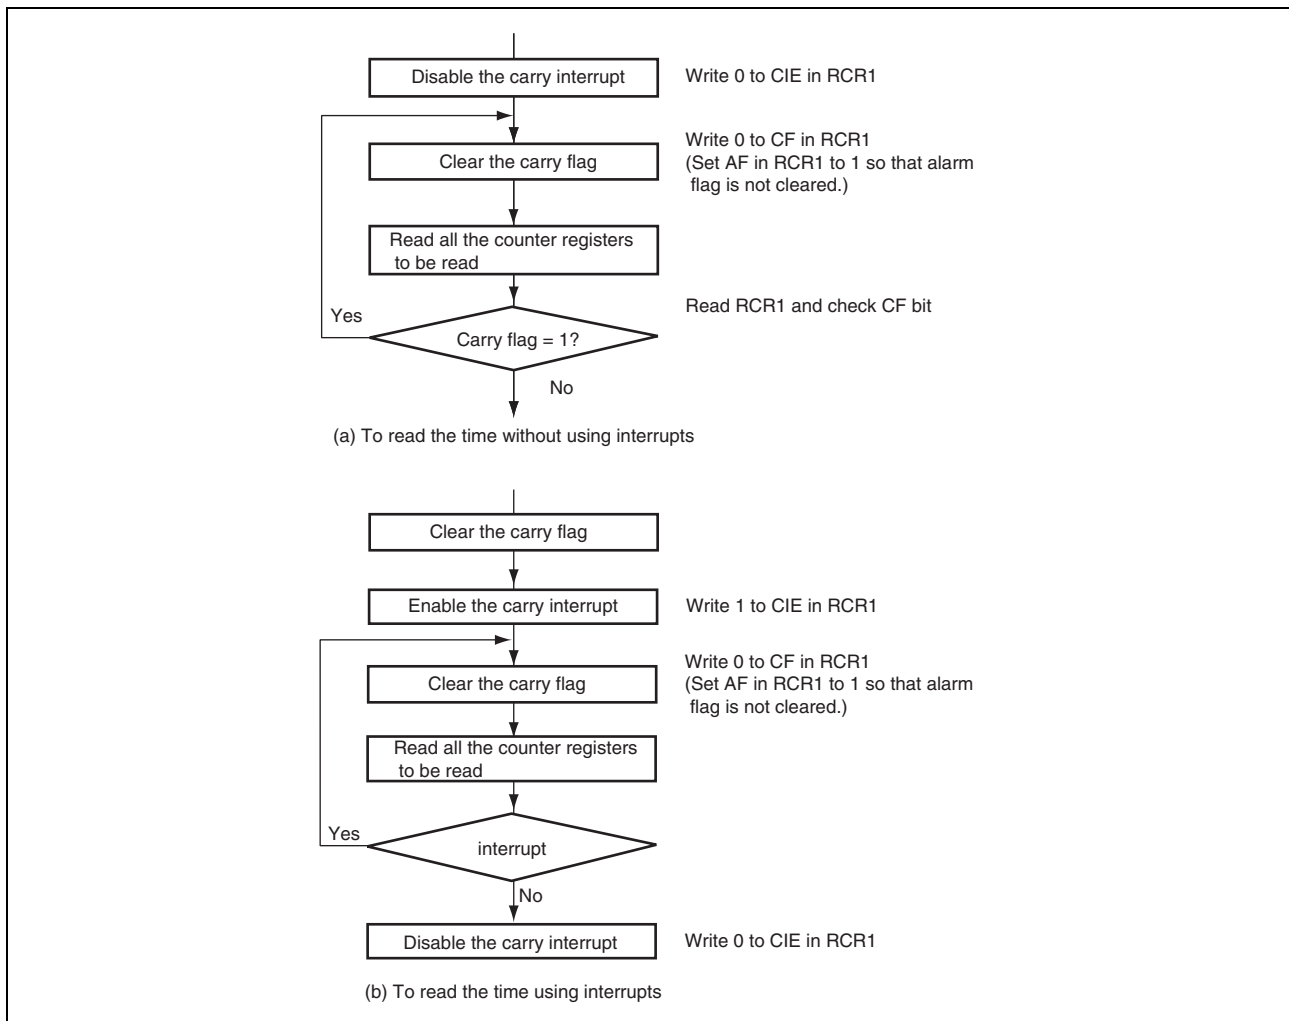 Disable the carry interrupt
Write 0 to CIE in RCR1
Clear the carry flag
Write 0 to CF in RCR1
(Set AF in RCR1 to 1 so that alarm
flag is not cleared.)
Read all the counter registers
to be read
Read RCR1 and check CF bit
Yes
Carry flag = 1?
No
(a) To read the time without using interrupts
Clear the carry flag
Enable the carry interrupt
Write 1 to CIE in RCR1
Clear the carry flag
Write 0 to CF in RCR1
(Set AF in RCR1 to 1 so that alarm
flag is not cleared.)
Read all the counter registers
to be read
Yes
interrupt
No
Disable the carry interrupt
Write 0 to CIE in RCR1
(b) To read the time using interrupts